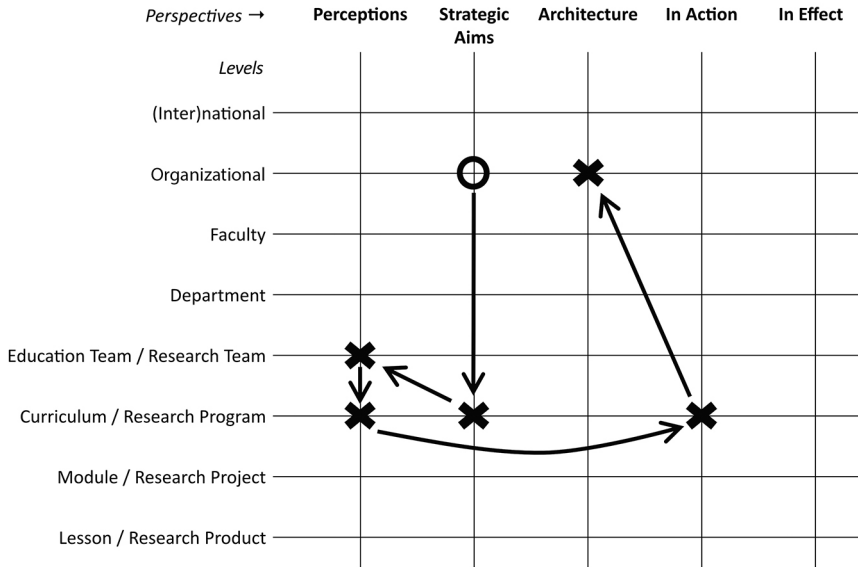 Perspectives →
Perceptions
Strategic
Aims
Architecture
In Action
In Effect
Levels
(Inter)national
Organizational
Faculty
Department
Education Team / Research Team
Curriculum / Research Program
Module / Research Project
Lesson / Research Product